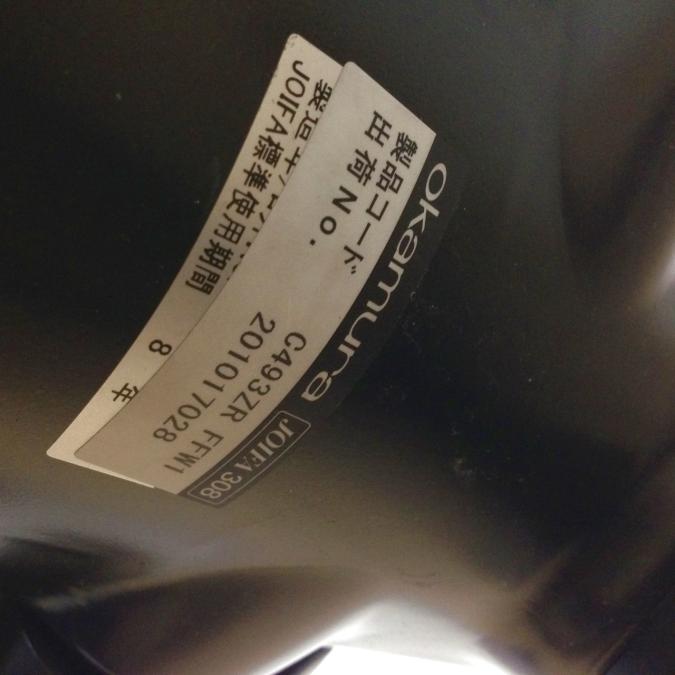 okamura
JOIFA 308
製品コード C493ZR FFW1
出荷No. 201017028
JOIFA標準使用期間 8 年